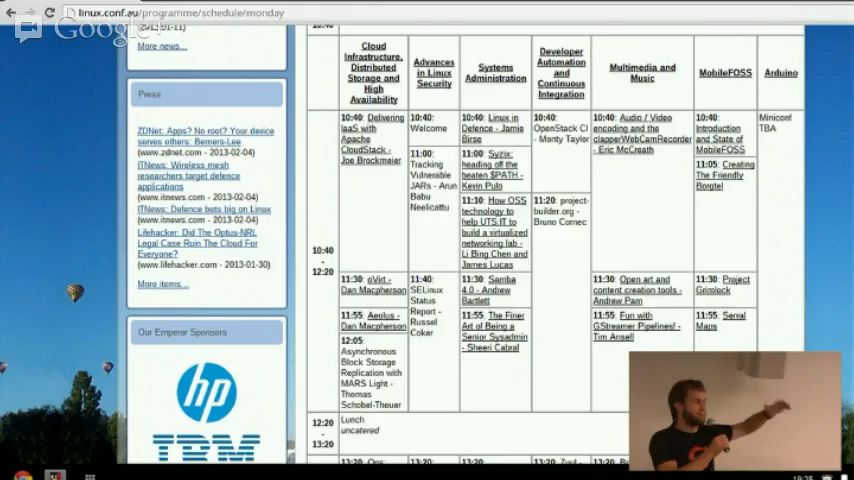 linux.conf.au/programme/schedule/monday
Google+
More news...
Press
ZDNet: Apps? No root? Your device
serves others: Berners-Lee
(www.zdnet.com - 2013-02-04)
ITNews: Wireless mesh
researchers target defence
applications
(www.itnews.com - 2013-02-04)
ITNews: Defence bets big on Linux
(www.itnews.com - 2013-02-04)
Lifehacker: Did The Optus-NRL
Legal Case Ruin The Cloud For
Everyone?
(www.lifehacker.com - 2013-01-30)
More items...
Our Emperor Sponsors
hp
IBM
Cloud
Infrastructure,
Distributed
Storage and
High
Availability
Advances
in Linux
Security
Systems
Administration
Developer
Automation
and
Continuous
Integration
Multimedia and
Music
MobileFOSS
Arduino
10:40
-
12:20
10:40: Delivering
IaaS with
Apache
CloudStack -
Joe Brockmeier
11:30: oVirt -
Dan Macpherson
11:55: Aeolus -
Dan Macpherson
12:05:
Asynchronous
Block Storage
Replication with
MARS Light -
Thomas
Schobel-Theuer
10:40:
Welcome
11:00:
Tracking
Vulnerable
JARs - Arun
Babu
Neelicattu
11:40:
SELinux
Status
Report -
Russel
Coker
10:40: Linux in
Defence - Jamie
Birse
11:00: Syzix:
heading off the
beaten $PATH -
Kevin Pulo
11:10: How OSS
technology to
help UTS:IT to
build a virtualized
networking lab -
Li Bing Chen and
James Lucas
11:30: Samba
4.0 - Andrew
Bartlett
11:55: The Finer
Art of Being a
Senior Sysadmin
- Sheeri Cabral
10:40:
OpenStack CI
- Monty Taylor
11:20: project-
builder.org -
Bruno Cornec
10:40: Audio / Video
encoding and the
clapperWebCamRecorder
- Eric McCreath
11:30: Open art and
content creation tools -
Andrew Pam
11:55: Fun with
GStreamer Pipelines! -
Tim Ansell
10:40:
Introduction
and State of
MobileFOSS
11:05: Creating
The Friendly
Borgtel
11:30: Project
Grimlock
11:55: Serval
Maps
Miniconf
TBA
12:20
-
13:20
Lunch
uncatered